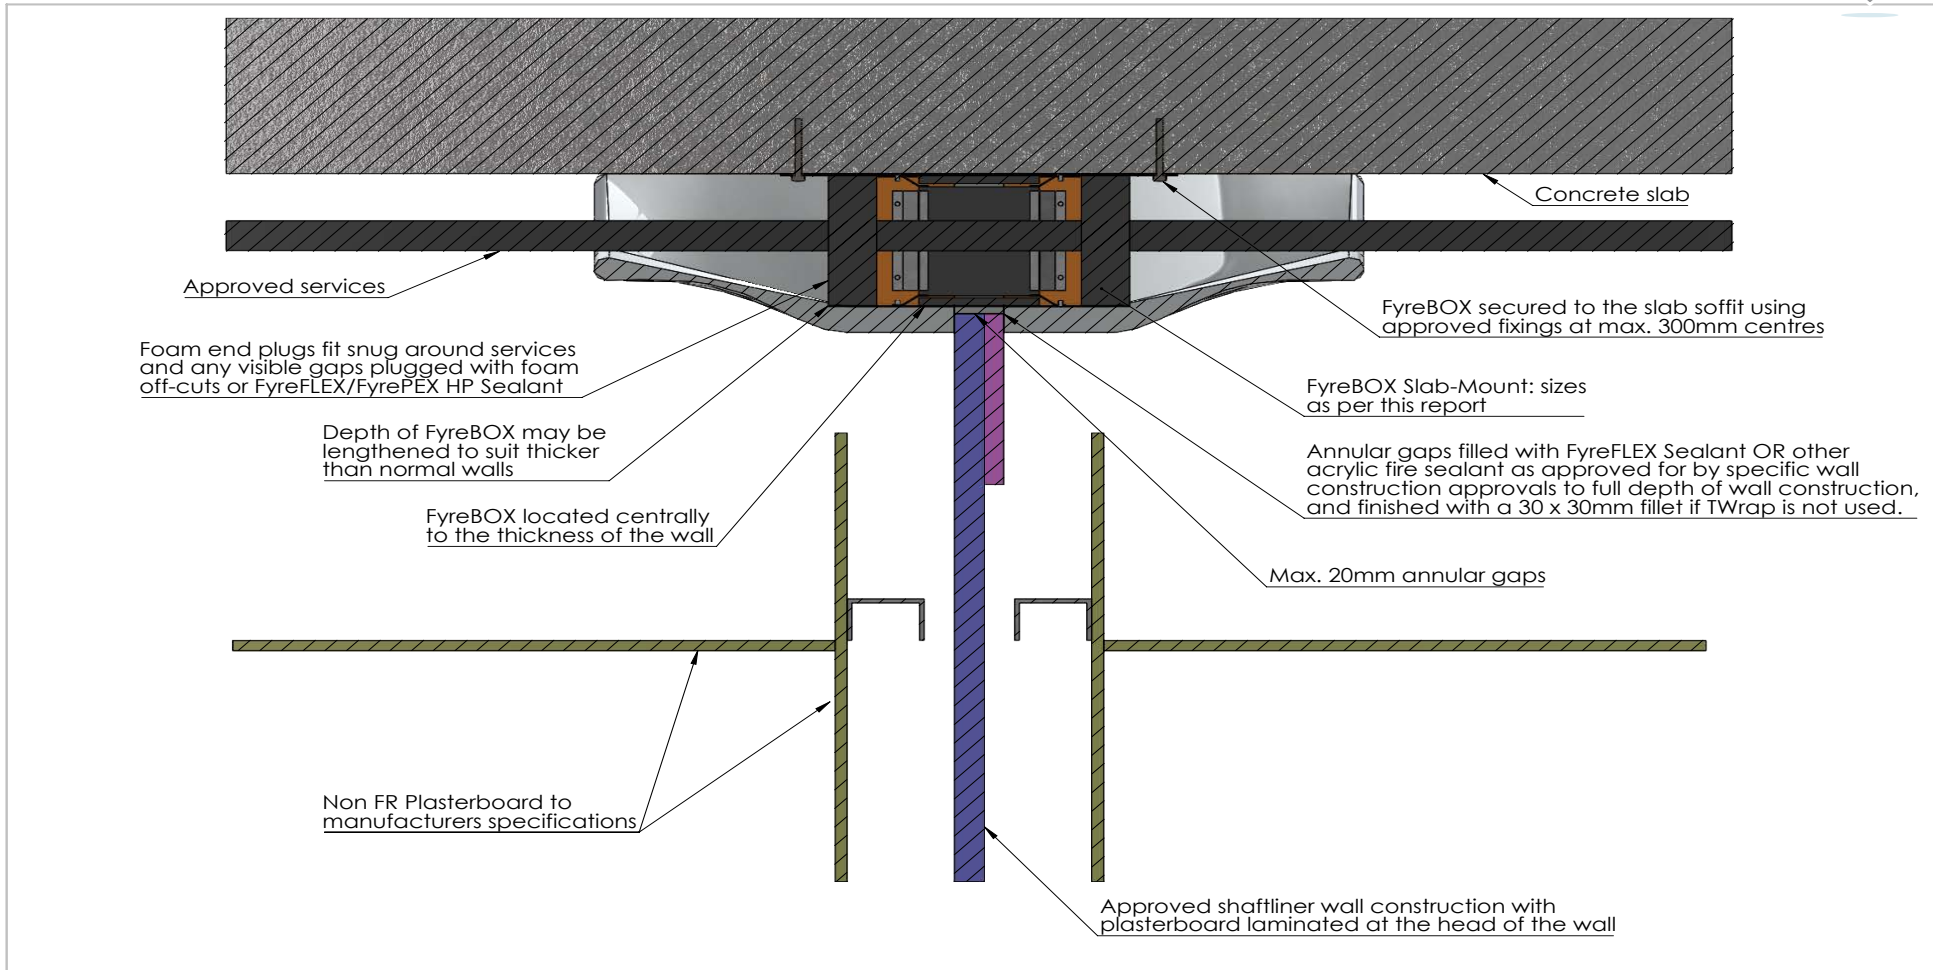 Concrete slab
Approved services
FyreBOX secured to the slab soffit using
approved fixings at max. 300mm centres
Foam end plugs fit snug around services
and any visible gaps plugged with foam
off-cuts or FyreFLEX/FyrePEX HP Sealant
FyreBOX Slab-Mount: sizes
as per this report
Depth of FyreBOX may be
lengthened to suit thicker
than normal walls
Annular gaps filled with FyreFLEX Sealant OR other
acrylic fire sealant as approved for by specific wall
construction approvals to full depth of wall construction,
and finished with a 30 x 30mm fillet if TWrap is not used.
FyreBOX located centrally
to the thickness of the wall
Max. 20mm annular gaps
Non FR Plasterboard to
manufacturers specifications
Approved shaftliner wall construction with
plasterboard laminated at the head of the wall